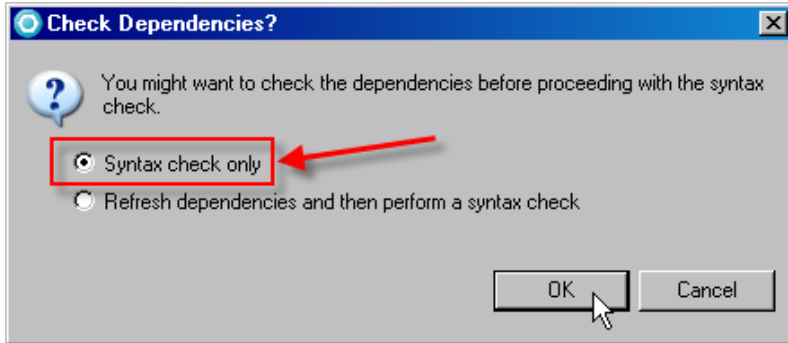 Check Dependencies?
You might want to check the dependencies before proceeding with the syntax
check.
Syntax check only
Refresh dependencies and then perform a syntax check
OK
Cancel